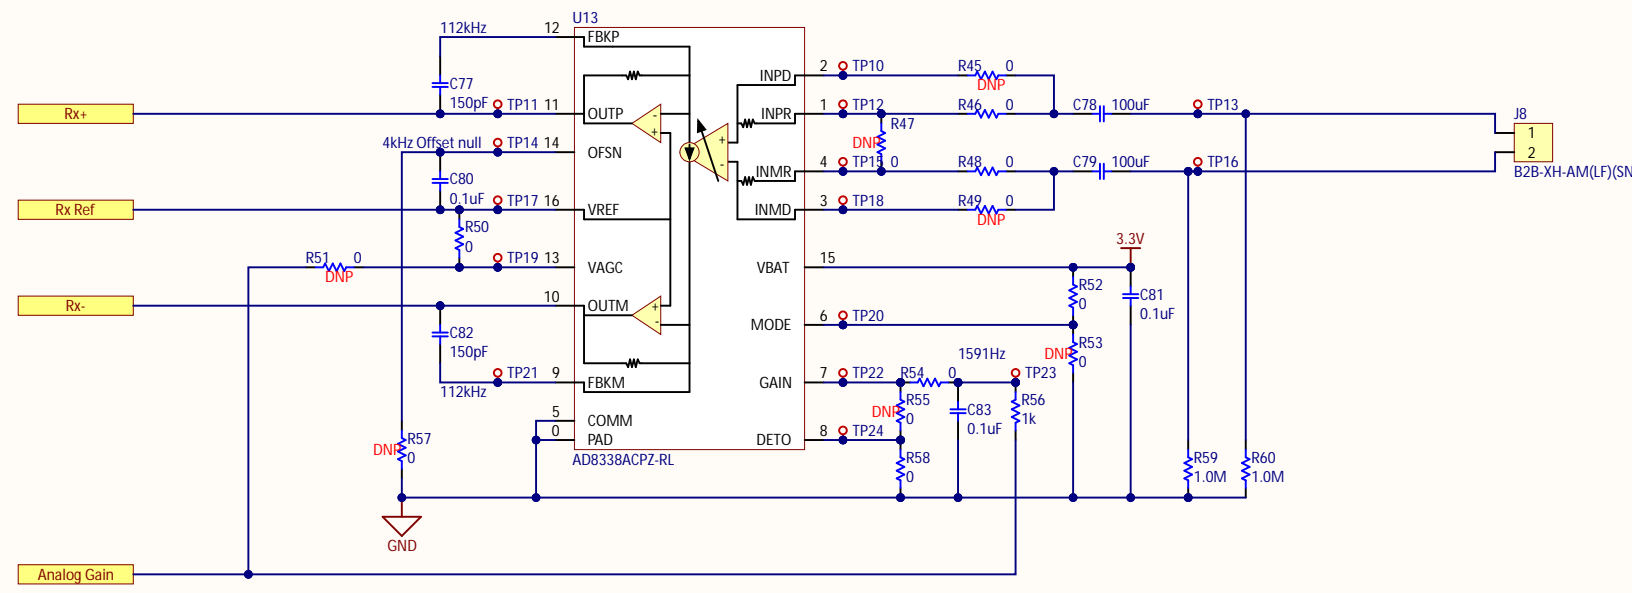 U13
112kHz
12
FBKP
C77
150pF
Rx+
TP11
11
OUTP
2
INPD
TP10
R45
0
DNP
1
INPR
TP12
R46
0
C78
100uF
TP13
J8
1
2
B2B-XH-AM(LF)(SN
R47
DNP
0
4kHz Offset null
TP14
14
OFSN
4
INMR
TP15
R48
0
C79
100uF
TP16
C80
0.1uF
Rx Ref
TP17
16
VREF
3
INMD
TP18
R49
0
DNP
R50
0
3.3V
R51
0
DNP
TP19
13
VAGC
15
VBAT
R52
0
C81
0.1uF
Rx-
10
OUTM
6
MODE
TP20
C82
150pF
DNP
R53
0
1591Hz
TP21
9
FBKM
112kHz
7
GAIN
TP22
R54
0
TP23
DNP
R55
0
C83
0.1uF
R56
1k
5
COMM
0
PAD
8
DETO
TP24
AD8338ACPZ-RL
R57
DNP
0
R58
0
R59
1.0M
R60
1.0M
GND
Analog Gain